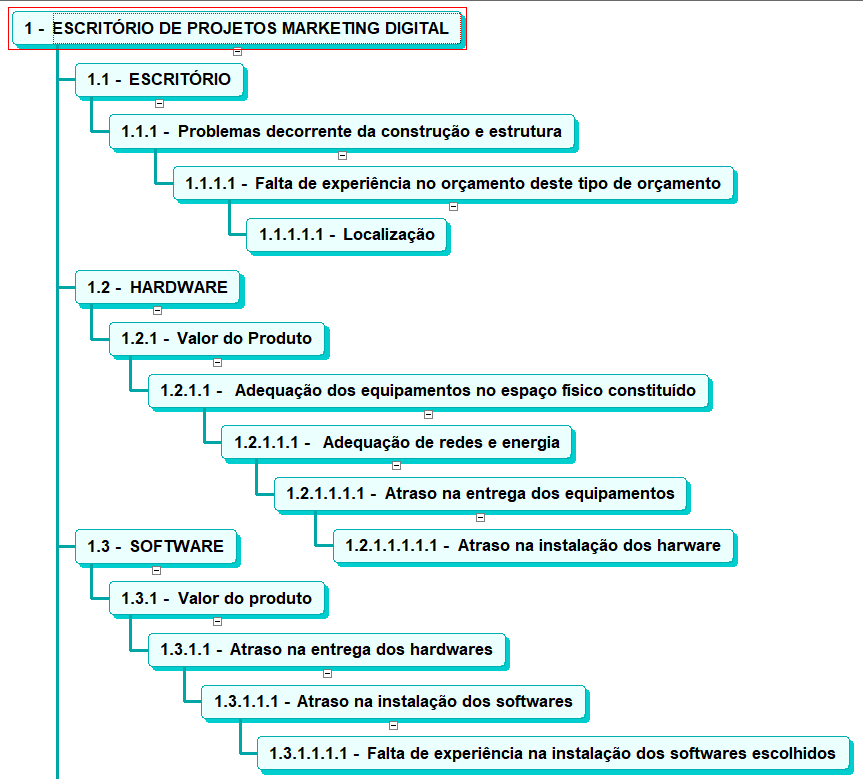 1 - ESCRITÓRIO DE PROJETOS MARKETING DIGITAL
1.1 - ESCRITÓRIO
1.1.1 - Problemas decorrente da construção e estrutura
1.1.1.1 - Falta de experiência no orçamento deste tipo de orçamento
1.1.1.1.1 - Localização
1.2 - HARDWARE
1.2.1 - Valor do Produto
1.2.1.1 - Adequação dos equipamentos no espaço físico constituído
1.2.1.1.1 - Adequação de redes e energia
1.2.1.1.1.1 - Atraso na entrega dos equipamentos
1.2.1.1.1.1.1 - Atraso na instalação dos harware
1.3 - SOFTWARE
1.3.1 - Valor do produto
1.3.1.1 - Atraso na entrega dos hardwares
1.3.1.1.1 - Atraso na instalação dos softwares
1.3.1.1.1.1 - Falta de experiência na instalação dos softwares escolhidos